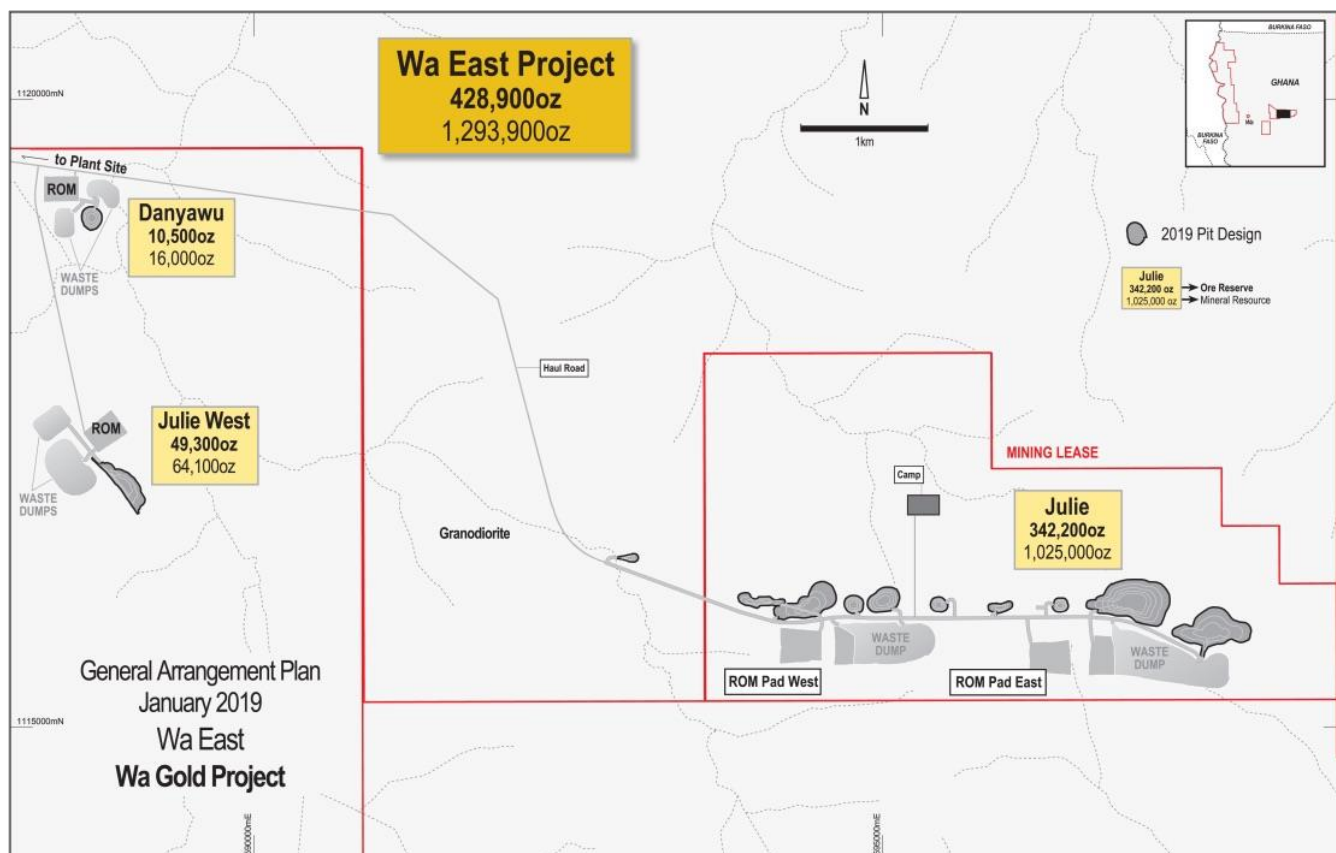 Wa East Project
428,900oz
1,293,900oz
N
1km
BURKINA FASO
GHANA
Wa
BURKINA
FASO
1120000mN
to Plant Site
ROM
Danyawu
10,500oz
16,000oz
WASTE
DUMPS
2019 Pit Design
Julie
342,200 oz
Ore Reserve
1,025,000 oz
Mineral Resource
Haul Road
ROM
Julie West
49,300oz
64,100oz
WASTE
DUMPS
MINING LEASE
Camp
Julie
342,200oz
1,025,000oz
Granodiorite
WASTE
DUMP
WASTE
DUMP
ROM Pad West
ROM Pad East
General Arrangement Plan
January 2019
Wa East
Wa Gold Project
1115000mN
590000mE
595000mE